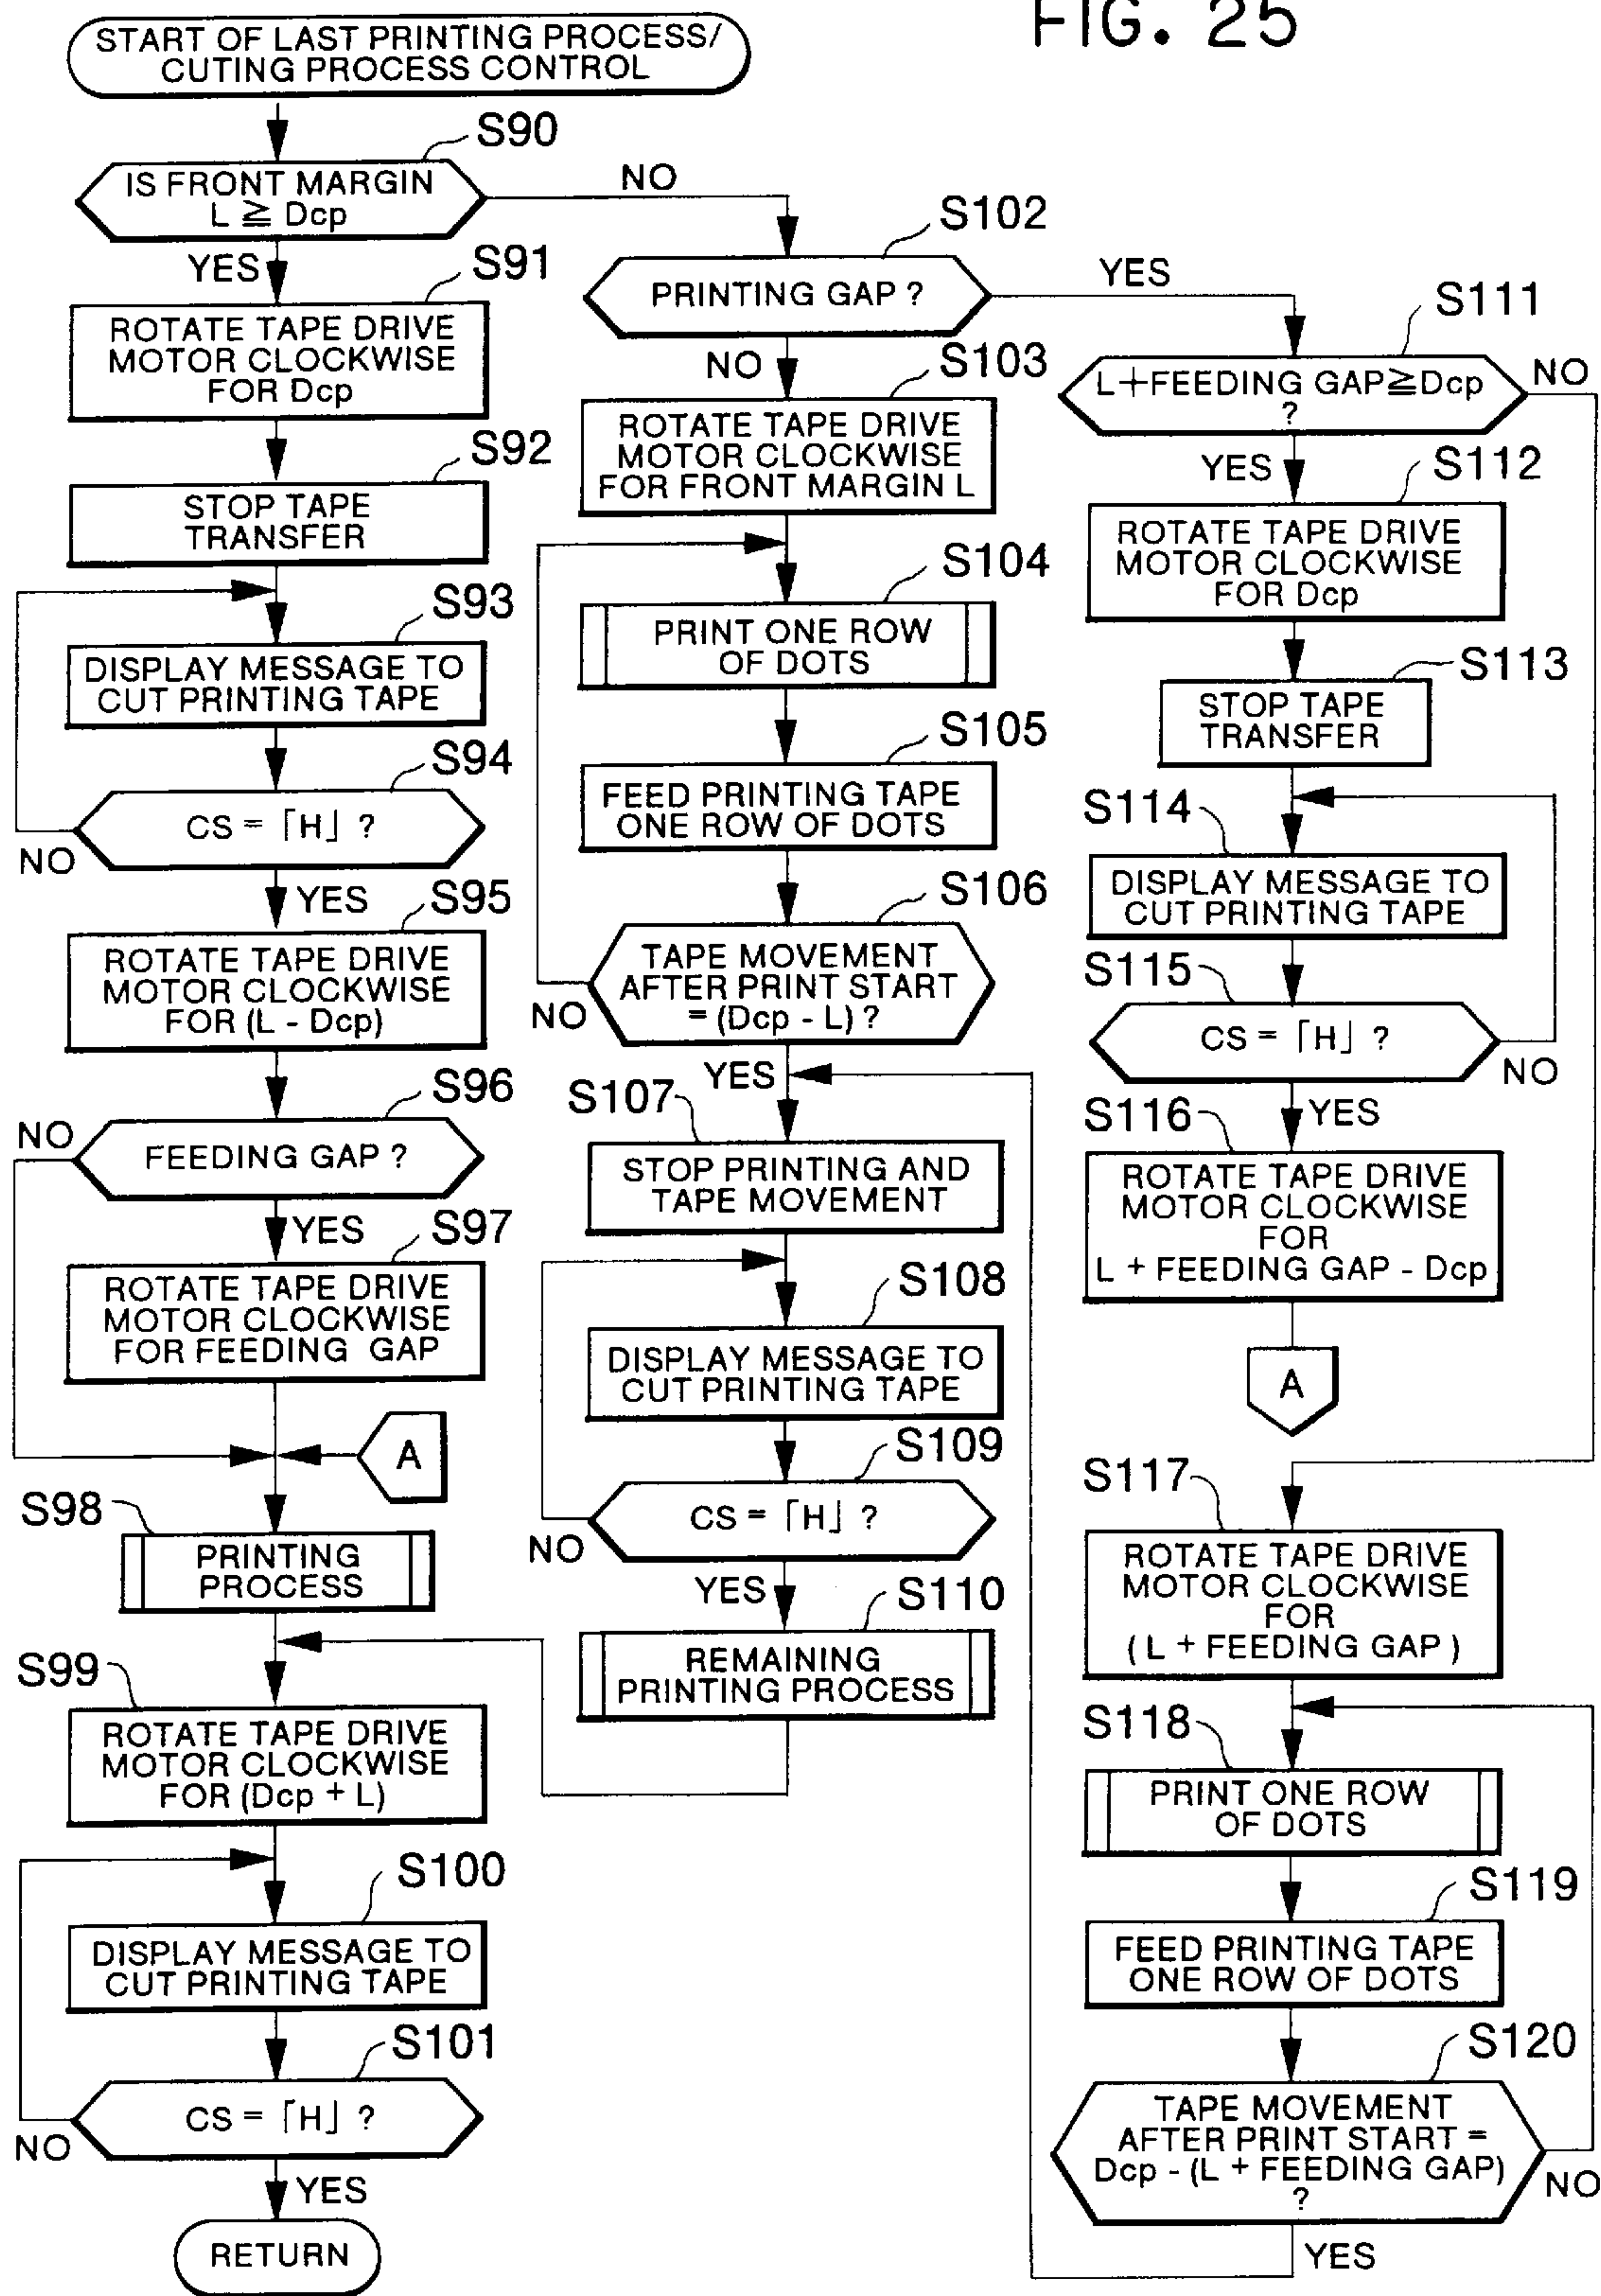 FIG. 25
START OF LAST PRINTING PROCESS/
CUTING PROCESS CONTROL
S90
IS FRONT MARGIN
L ≧ Dcp
NO
YES
S91
ROTATE TAPE DRIVE
MOTOR CLOCKWISE
FOR Dcp
S92
STOP TAPE
TRANSFER
S93
DISPLAY MESSAGE TO
CUT PRINTING TAPE
S94
CS = ⌈H⌋ ?
NO
YES
S95
ROTATE TAPE DRIVE
MOTOR CLOCKWISE
FOR (L - Dcp)
S96
NO
FEEDING GAP ?
YES
S97
ROTATE TAPE DRIVE
MOTOR CLOCKWISE
FOR FEEDING GAP
A
S98
PRINTING
PROCESS
S99
ROTATE TAPE DRIVE
MOTOR CLOCKWISE
FOR (Dcp + L)
S100
DISPLAY MESSAGE TO
CUT PRINTING TAPE
S101
CS = ⌈H⌋ ?
NO
YES
RETURN
S102
PRINTING GAP ?
YES
NO
S103
ROTATE TAPE DRIVE
MOTOR CLOCKWISE
FOR FRONT MARGIN L
S104
PRINT ONE ROW
OF DOTS
S105
FEED PRINTING TAPE
ONE ROW OF DOTS
S106
TAPE MOVEMENT
AFTER PRINT START
= (Dcp - L) ?
NO
YES
S107
STOP PRINTING AND
TAPE MOVEMENT
S108
DISPLAY MESSAGE TO
CUT PRINTING TAPE
S109
CS = ⌈H⌋ ?
NO
YES
S110
REMAINING
PRINTING PROCESS
S111
L+FEEDING GAP≧Dcp
?
NO
YES
S112
ROTATE TAPE DRIVE
MOTOR CLOCKWISE
FOR Dcp
S113
STOP TAPE
TRANSFER
S114
DISPLAY MESSAGE TO
CUT PRINTING TAPE
S115
CS = ⌈H⌋ ?
NO
YES
S116
ROTATE TAPE DRIVE
MOTOR CLOCKWISE
FOR
L + FEEDING GAP - Dcp
A
S117
ROTATE TAPE DRIVE
MOTOR CLOCKWISE
FOR
( L + FEEDING GAP )
S118
PRINT ONE ROW
OF DOTS
S119
FEED PRINTING TAPE
ONE ROW OF DOTS
S120
TAPE MOVEMENT
AFTER PRINT START =
Dcp - (L + FEEDING GAP)
?
NO
YES